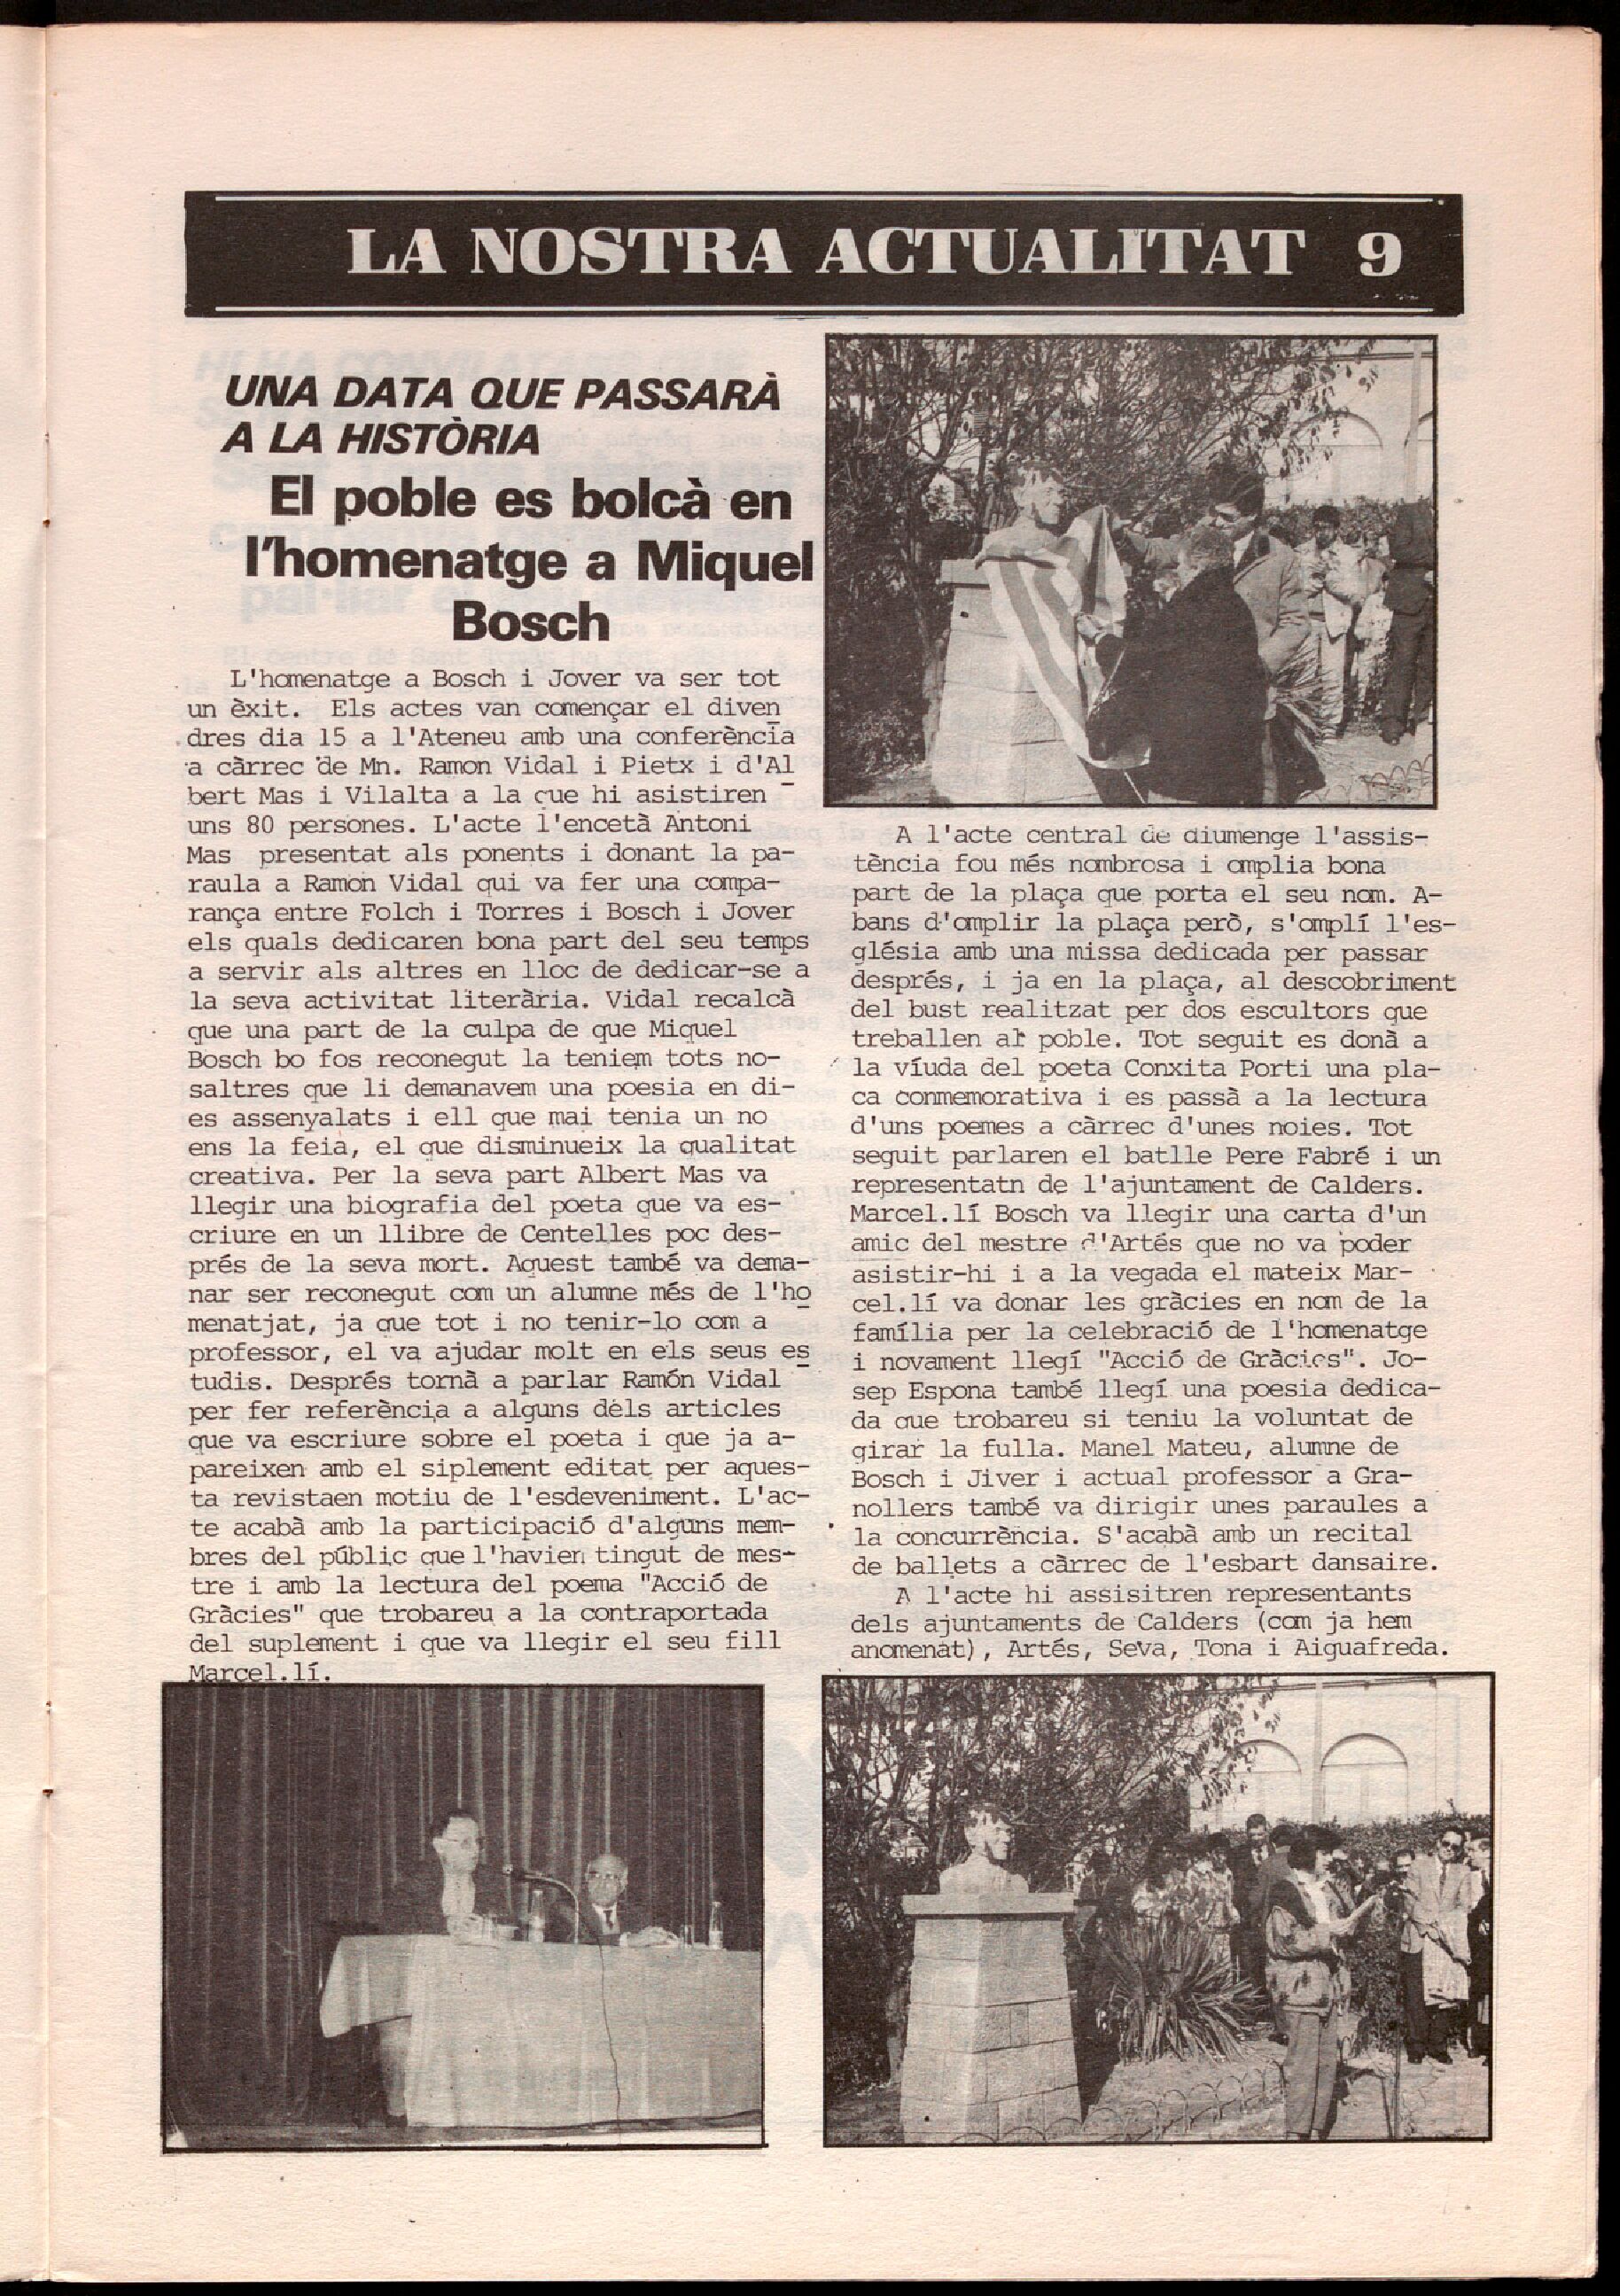 LA NOSTRA ACTUALITAT 9
UNA DATA QUE PASSARÀ
A LA HISTÒRIA
El poble es bolcà en
l'homenatge a Miquel
Bosch
L'homenatge a Bosch i Jover va ser tot
un èxit. Els actes van començar el diven
dres dia 15 a l'Ateneu amb una conferència
a càrrec de Mn. Ramon Vidal i Pietx i d'Al
bert Mas i Vilalta a la que hi asistiren
uns 80 persones. L'acte l'encetà Antoni
Mas presentat als ponents i donant la pa-
raula a Ramon Vidal qui va fer una compa-
rança entre Folch i Torres i Bosch i Jover
els quals dedicaren bona part del seu temps
a servir als altres en lloc de dedicar-se a
la seva activitat literària. Vidal recalcà
que una part de la culpa de que Miquel
Bosch bo fos reconegut la teniem tots no-
saltres que li demanavem una poesia en di-
es assenyalats i ell que mai tenia un no
ens la feia, el que disminueix la qualitat
creativa. Per la seva part Albert Mas va
llegir una biografia del poeta que va es-
criure en un llibre de Centelles poc des-
prés de la seva mort. Aquest també va dema-
nar ser reconegut com un alumne més de l'ho
menatjat, ja que tot i no tenir-lo com a
professor, el va ajudar molt en els seus es
tudis. Després tornà a parlar Ramón Vidal
per fer referència a alguns dels articles
que va escriure sobre el poeta i que ja a-
pareixen amb el siplement editat per aques-
ta revistaen motiu de l'esdeveniment. L'ac-
te acabà amb la participació d'alguns mem-
bres del públic que l'havien tingut de mes-
tre i amb la lectura del poema "Acció de
Gràcies" que trobareu a la contraportada
del suplement i que va llegir el seu fill
Marcel.lí.
A l'acte central de diumenge l'assis-
tència fou més nombrosa i omplia bona
part de la plaça que porta el seu nom. A-
bans d'omplir la plaça però, s'omplí l'es-
glésia amb una missa dedicada per passar
després, i ja en la plaça, al descobriment
del bust realitzat per dos escultors que
treballen al poble. Tot seguit es donà a
la víuda del poeta Conxita Porti una pla-
ca conmemorativa i es passà a la lectura
d'uns poemes a càrrec d'unes noies. Tot
seguit parlaren el batlle Pere Fabré i un
representatn de l'ajuntament de Calders.
Marcel.lí Bosch va llegir una carta d'un
amic del mestre d'Artés que no va poder
asistir-hi i a la vegada el mateix Mar-
cel.lí va donar les gràcies en nom de la
família per la celebració de l'homenatge
i novament llegí "Acció de Gràcies". Jo-
sep Espona també llegí una poesia dedica-
da que trobareu si teniu la voluntat de
girar la fulla. Manel Mateu, alumne de
Bosch i Jiver i actual professor a Gra-
nollers també va dirigir unes paraules a
la concurrència. S'acabà amb un recital
de ballets a càrrec de l'esbart dansaire.
A l'acte hi assisitren representants
dels ajuntaments de Calders (com ja hem
anomenat), Artés, Seva, Tona i Aiguafreda.